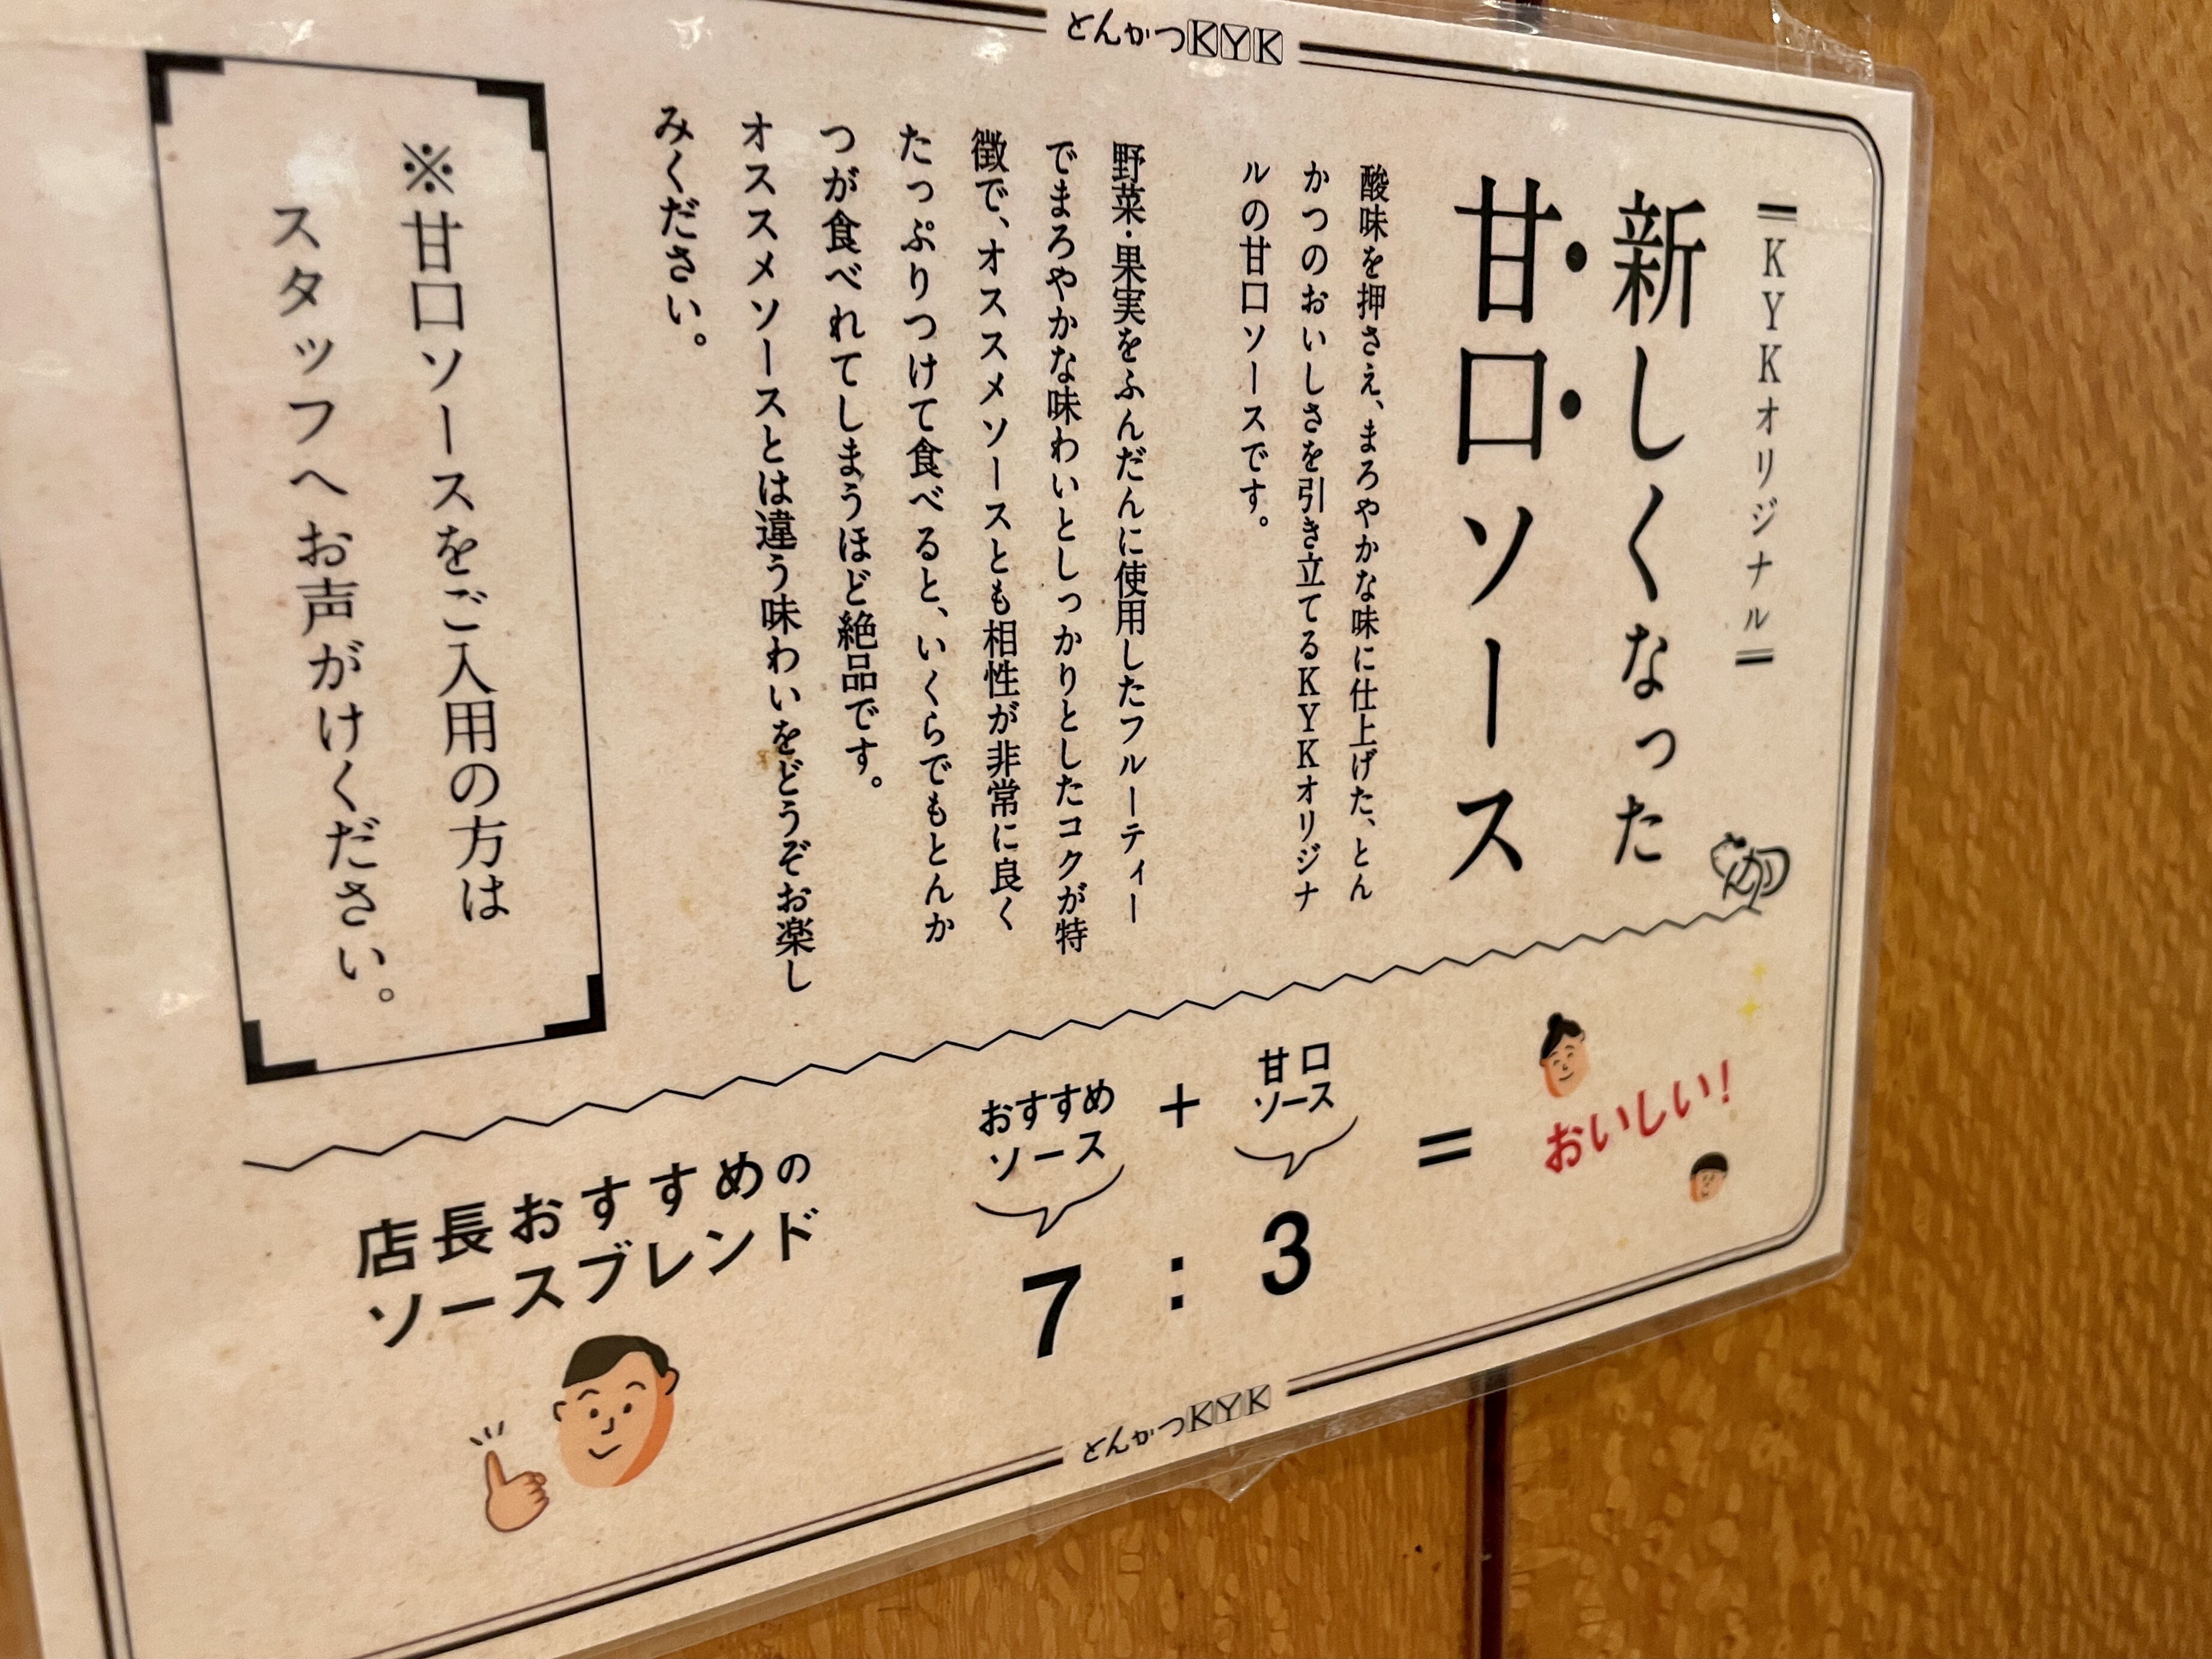 とんかつKYK
KYKオリジナル
新しくなった
甘口ソース
酸味を押さえ、まろやかな味に仕上げた、とん
かつのおいしさを引き立てるKYKオリジナ
ルの甘口ソースです。
野菜・果実をふんだんに使用したフルーティー
でまろやかな味わいとしっかりとしたコクが特
徴で、オススメソースとも相性が非常に良く
たっぷりつけて食べると、いくらでもとんか
つが食べれてしまうほど絶品です。
オススメソースとは違う味わいをどうぞお楽し
みください。
※甘口ソースをご入用の方は
スタッフへお声がけください。
店長おすすめの
ソースブレンド
おすすめ
ソース
+
甘口
ソース
=
おいしい!
7:3
とんかつKYK